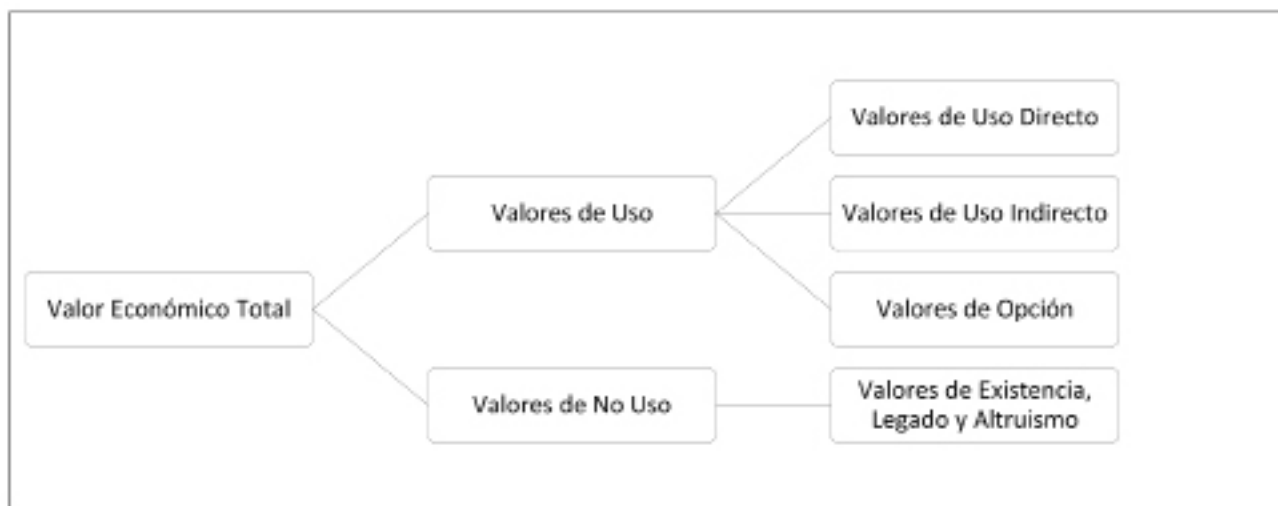 Valores de Uso Directo
Valores de Uso
Valores de Uso Indirecto
Valor Económico Total
Valores de Opción
Valores de No Uso
Valores de Existencia,
Legado y Altruismo